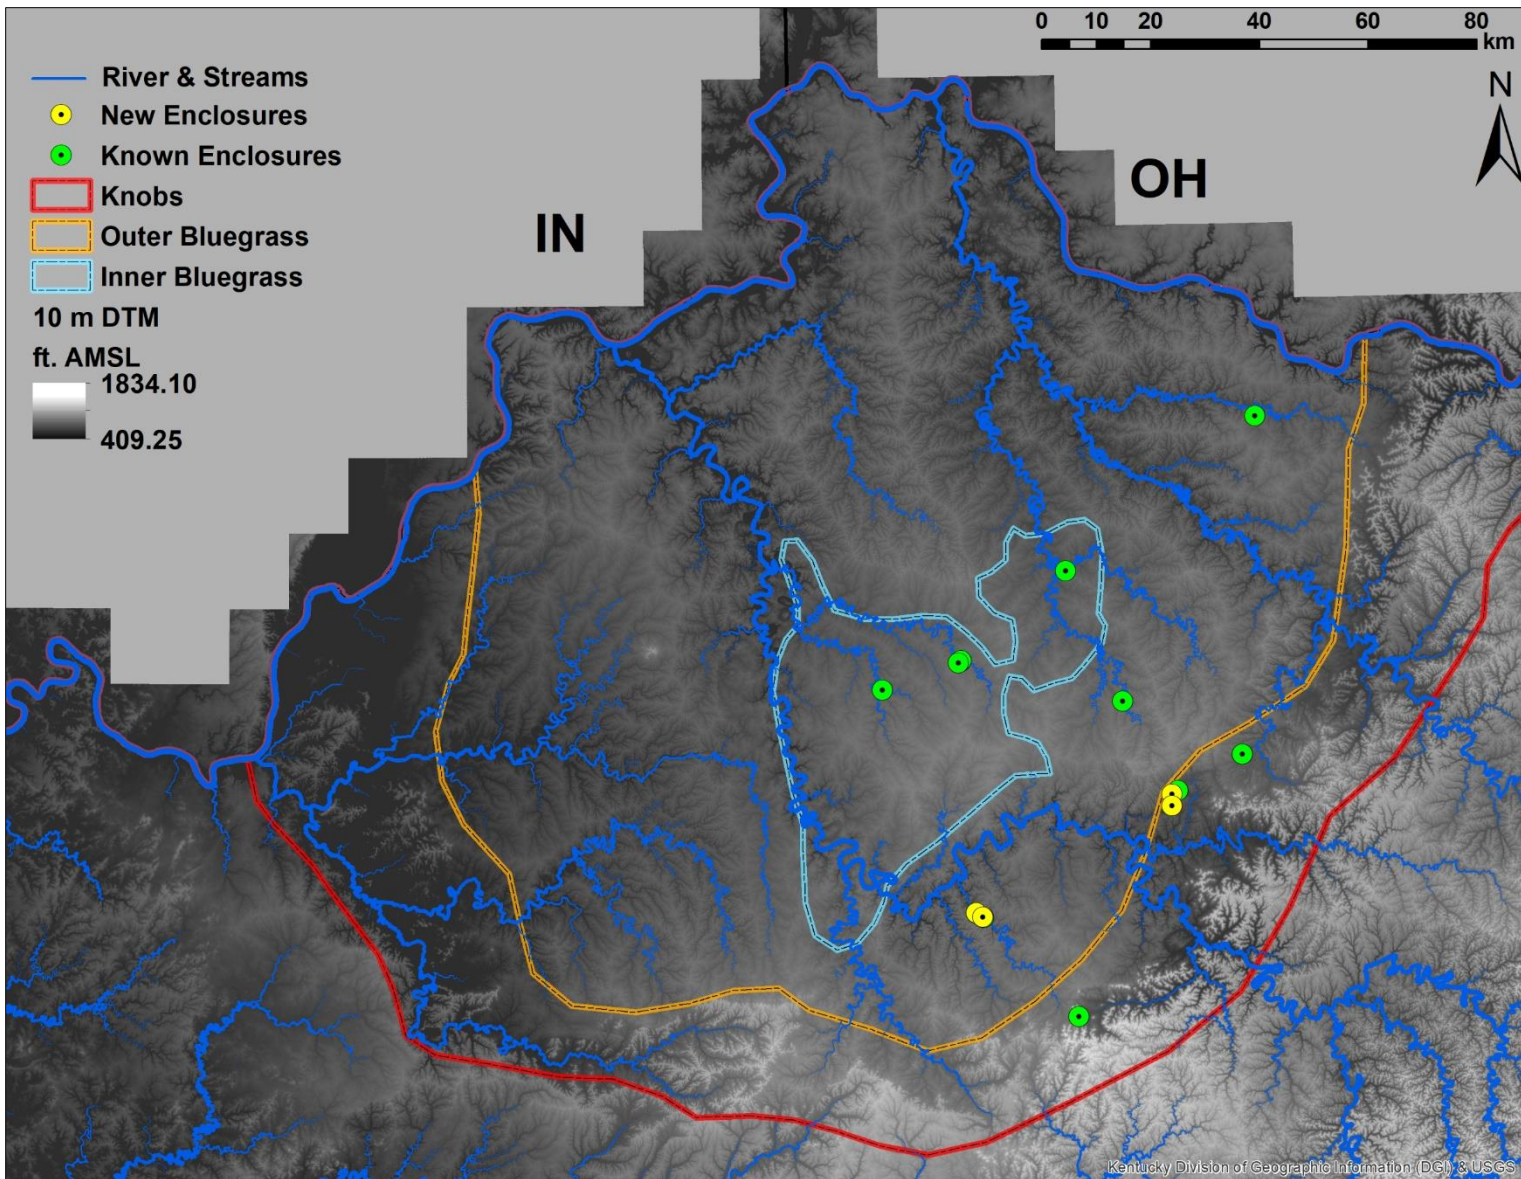 River & Streams
New Enclosures
Known Enclosures
Knobs
Outer Bluegrass
Inner Bluegrass
10 m DTM
ft. AMSL
1834.10
409.25
IN
OH
0 10 20 40 60 80
km
N
Kentucky Division of Geographic Information (DGI) & USGS